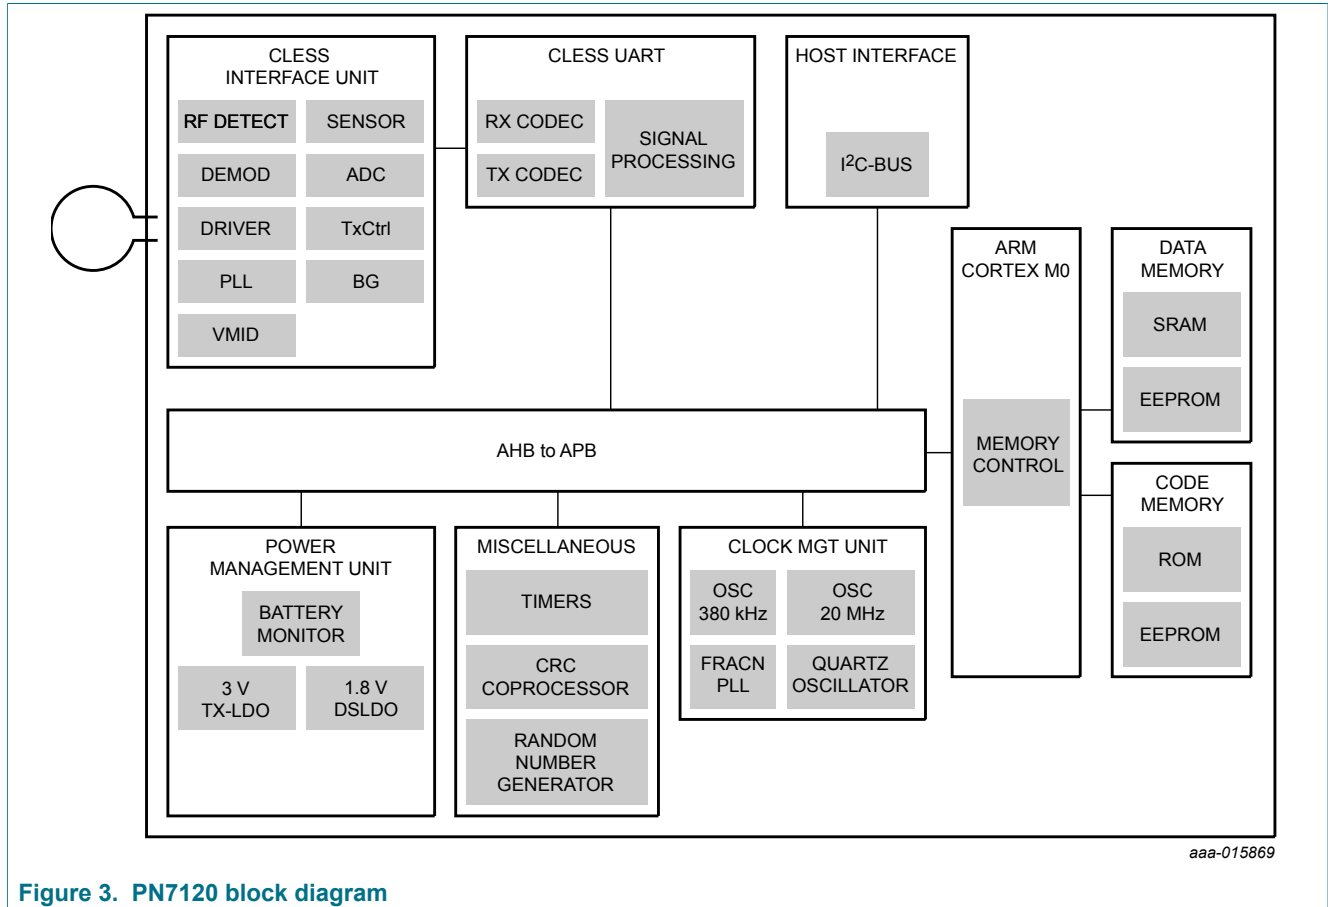 CLESS
INTERFACE UNIT
RF DETECT
SENSOR
DEMOD
ADC
DRIVER
TxCtrl
PLL
BG
VMID
CLESS UART
RX CODEC
TX CODEC
SIGNAL
PROCESSING
HOST INTERFACE
I²C-BUS
ARM
CORTEX M0
MEMORY
CONTROL
DATA
MEMORY
SRAM
EEPROM
CODE
MEMORY
ROM
EEPROM
AHB to APB
POWER
MANAGEMENT UNIT
BATTERY
MONITOR
3 V
TX-LDO
1.8 V
DSLDO
MISCELLANEOUS
TIMERS
CRC
COPROCESSOR
RANDOM
NUMBER
GENERATOR
CLOCK MGT UNIT
OSC
380 kHz
OSC
20 MHz
FRACN
PLL
QUARTZ
OSCILLATOR
aaa-015869
Figure 3. PN7120 block diagram